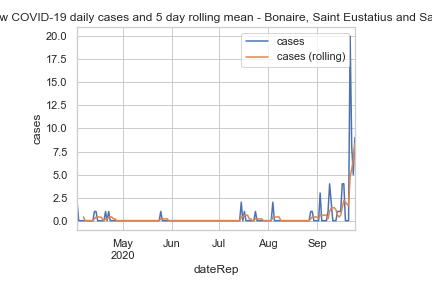 w COVID-19 daily cases and 5 day rolling mean - Bonaire, Saint Eustatius and Sa
cases
cases (rolling)
20.0
17.5
15.0
12.5
10.0
7.5
5.0
2.5
0.0
cases
May Jun Jul Aug Sep
2020
dateRep